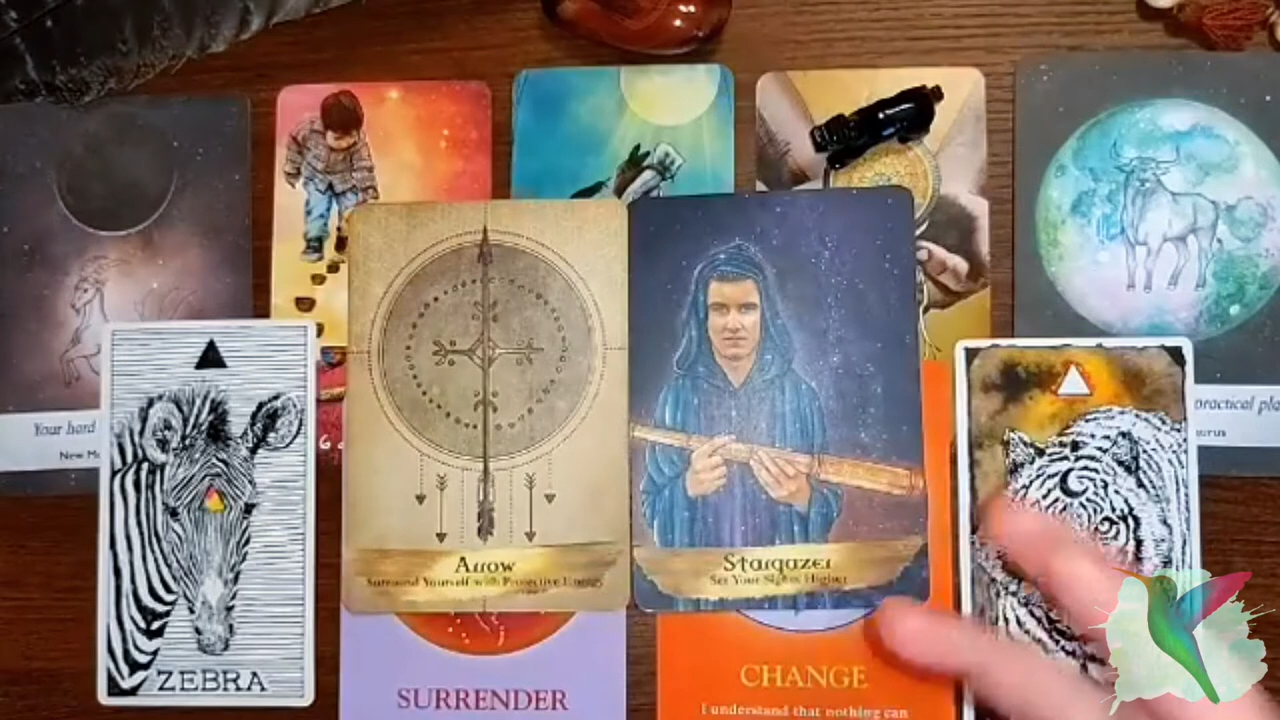 Your hard
New Mo
practical pla
aurus
Arrow
Surround Yourself with Protective Energy
Stargazer
Set Your Sights Higher
ZEBRA
SURRENDER
CHANGE
I understand that nothing can